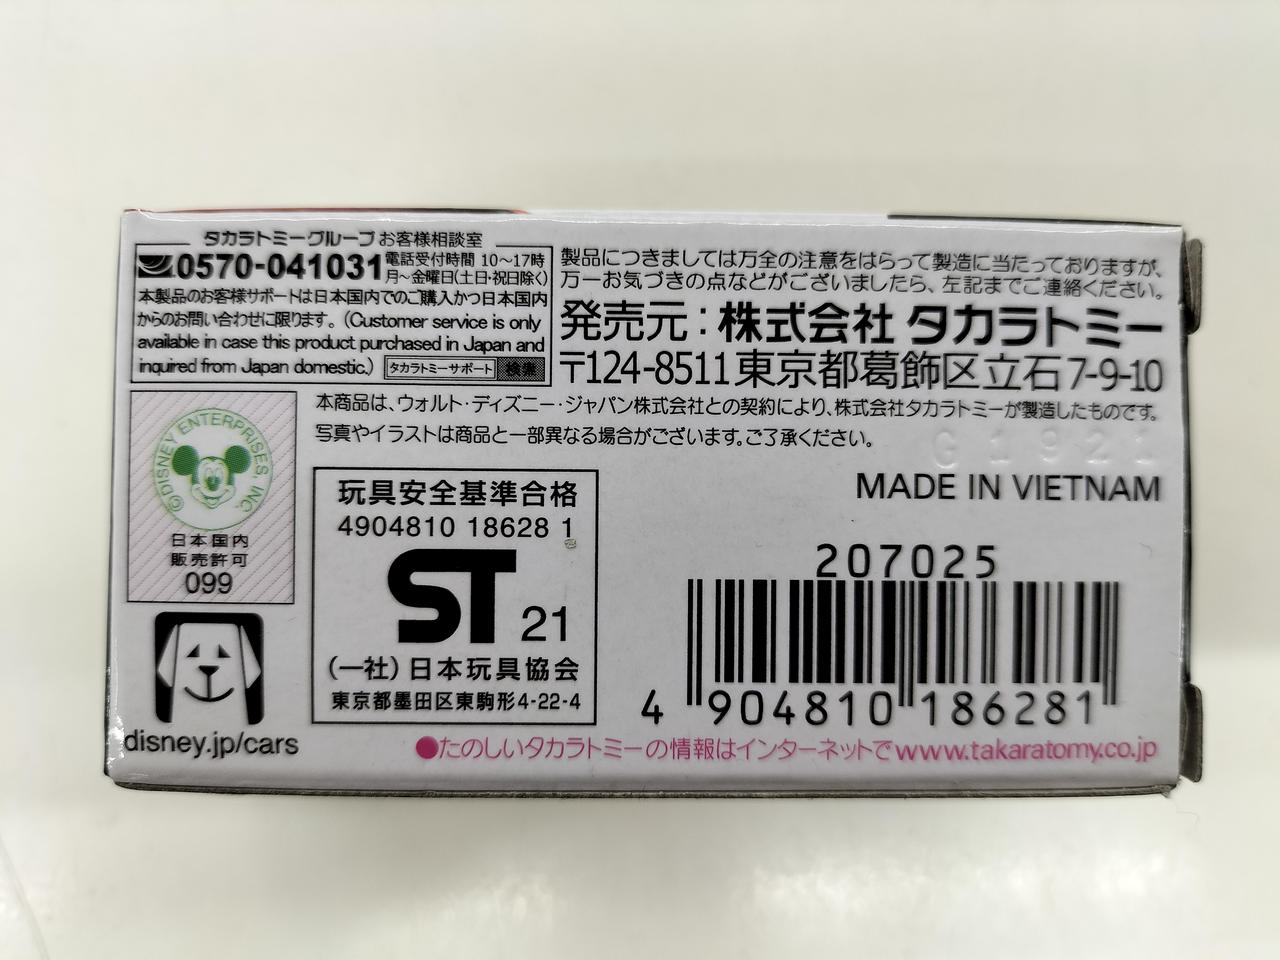 タカラトミーグループ お客様相談室
0570-041031 電話受付時間 10〜17時
月〜金曜日(土日・祝日除く)
本製品のお客様サポートは日本国内でのご購入かつ日本国内
からのお問い合わせに限ります。(Customer service is only
available in case this product purchased in Japan and
inquired from Japan domestic.) タカラトミーサポート 検索
製品につきましては万全の注意をはらって製造に当たっておりますが、
万一お気づきの点などがございましたら、左記までご連絡ください。
発売元:株式会社 タカラトミー
〒124-8511 東京都葛飾区立石7-9-10
本商品は、ウォルト・ディズニー・ジャパン株式会社との契約により、株式会社タカラトミーが製造したものです。
写真やイラストは商品と一部異なる場合がございます。ご了承ください。
G1921
MADE IN VIETNAM
©DISNEY ENTERPRISES, INC.
日本国内
販売許可
099
disney.jp/cars
玩具安全基準合格
4904810 18628 1
ST 21
(一社)日本玩具協会
東京都墨田区東駒形4-22-4
207025
4 904810 186281
●たのしいタカラトミーの情報はインターネットで www.takaratomy.co.jp